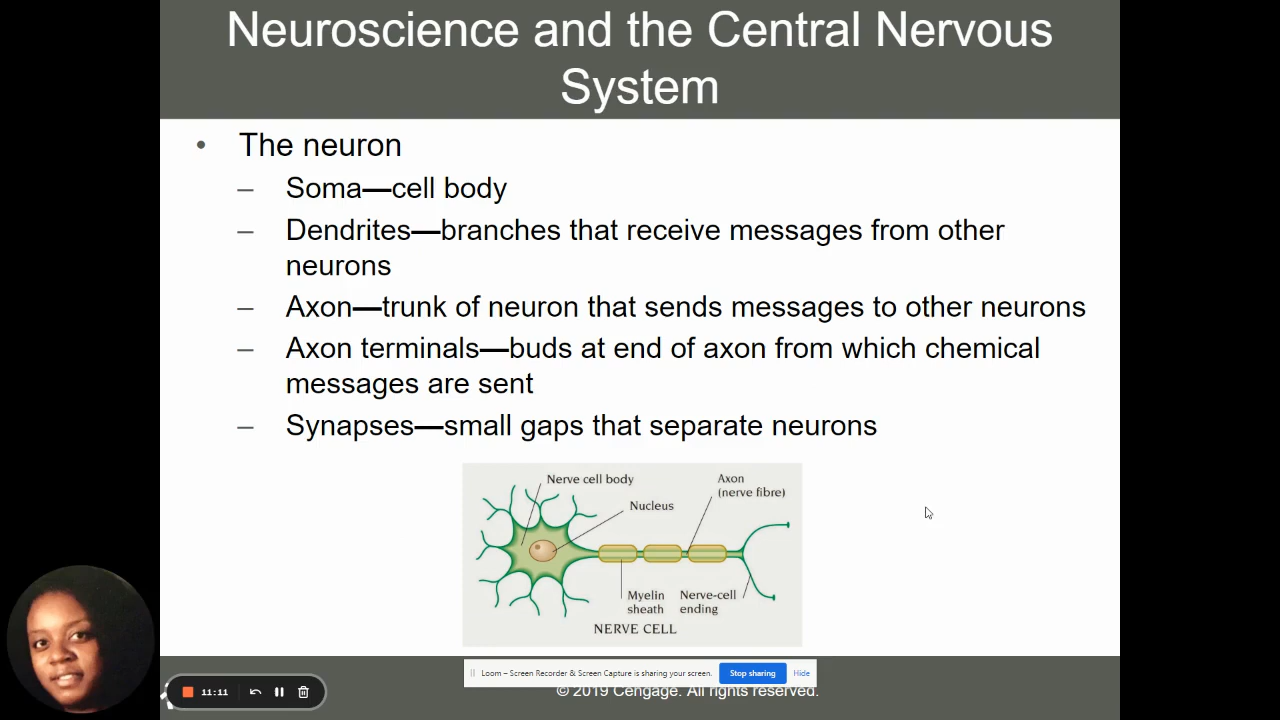 Neuroscience and the Central Nervous
System
• The neuron
– Soma—cell body
– Dendrites—branches that receive messages from other
neurons
– Axon—trunk of neuron that sends messages to other neurons
– Axon terminals—buds at end of axon from which chemical
messages are sent
– Synapses—small gaps that separate neurons
Nerve cell body
Axon
(nerve fibre)
Nucleus
Myelin
sheath
Nerve-cell
ending
NERVE CELL
Loom – Screen Recorder & Screen Capture is sharing your screen. Stop sharing Hide
11:11
© 2019 Cengage. All rights reserved.